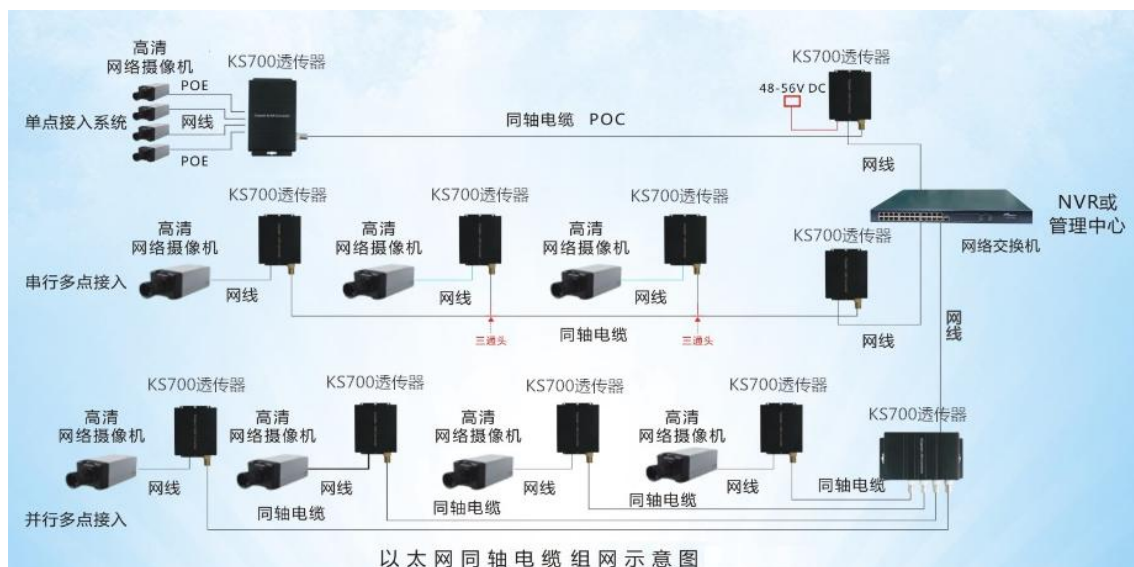 高清
网络摄像机
KS700透传器
KS700透传器
POE
48-56V DC
单点接入系统
网线
同轴电缆 POC
POE
网线
KS700透传器
KS700透传器
KS700透传器
NVR或
管理中心
高清
网络摄像机
高清
网络摄像机
高清
网络摄像机
KS700透传器
网络交换机
串行多点接入
网线
网线
网线
同轴电缆
网线
三通头
三通头
网线
KS700透传器
KS700透传器
KS700透传器
KS700透传器
KS700透传器
高清
网络摄像机
高清
网络摄像机
高清
网络摄像机
高清
网络摄像机
网线
网线
网线
网线
同轴电缆
同轴电缆
同轴电缆
同轴电缆
并行多点接入
以太网同轴电缆组网示意图